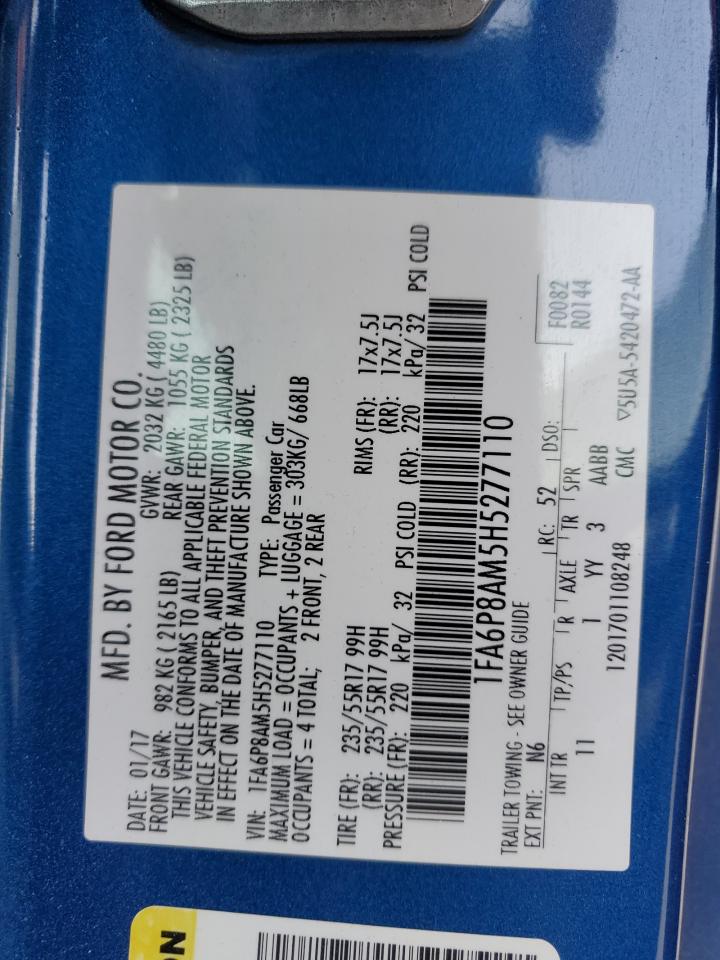 MFD. BY FORD MOTOR CO.
DATE: 01/17 GVWR: 2032 KG ( 4480 LB)
FRONT GAWR: 982 KG ( 2165 LB) REAR GAWR: 1055 KG ( 2325 LB)
THIS VEHICLE CONFORMS TO ALL APPLICABLE FEDERAL MOTOR
VEHICLE SAFETY, BUMPER, AND THEFT PREVENTION STANDARDS
IN EFFECT ON THE DATE OF MANUFACTURE SHOWN ABOVE.
VIN: 1FA6P8AM5H5277110 TYPE: Passenger Car
MAXIMUM LOAD = OCCUPANTS + LUGGAGE = 303KG/ 668LB
OCCUPANTS = 4 TOTAL; 2 FRONT, 2 REAR
TIRE (FR): 235/55R17 99H RIMS (FR): 17x7.5J
(RR): 235/55R17 99H (RR): 17x7.5J
PRESSURE (FR): 220 kPa/ 32 PSI COLD (RR): 220 kPa/ 32 PSI COLD
1FA6P8AM5H5277110
TRAILER TOWING - SEE OWNER GUIDE
EXT PNT: N6 RC: 52 DSO: F0082
INT TR TP/PS R AXLE TR SPR R0144
11 1 YY 3 AABB
1201701108248 CMC ▽5U5A-5420472-AA
ON